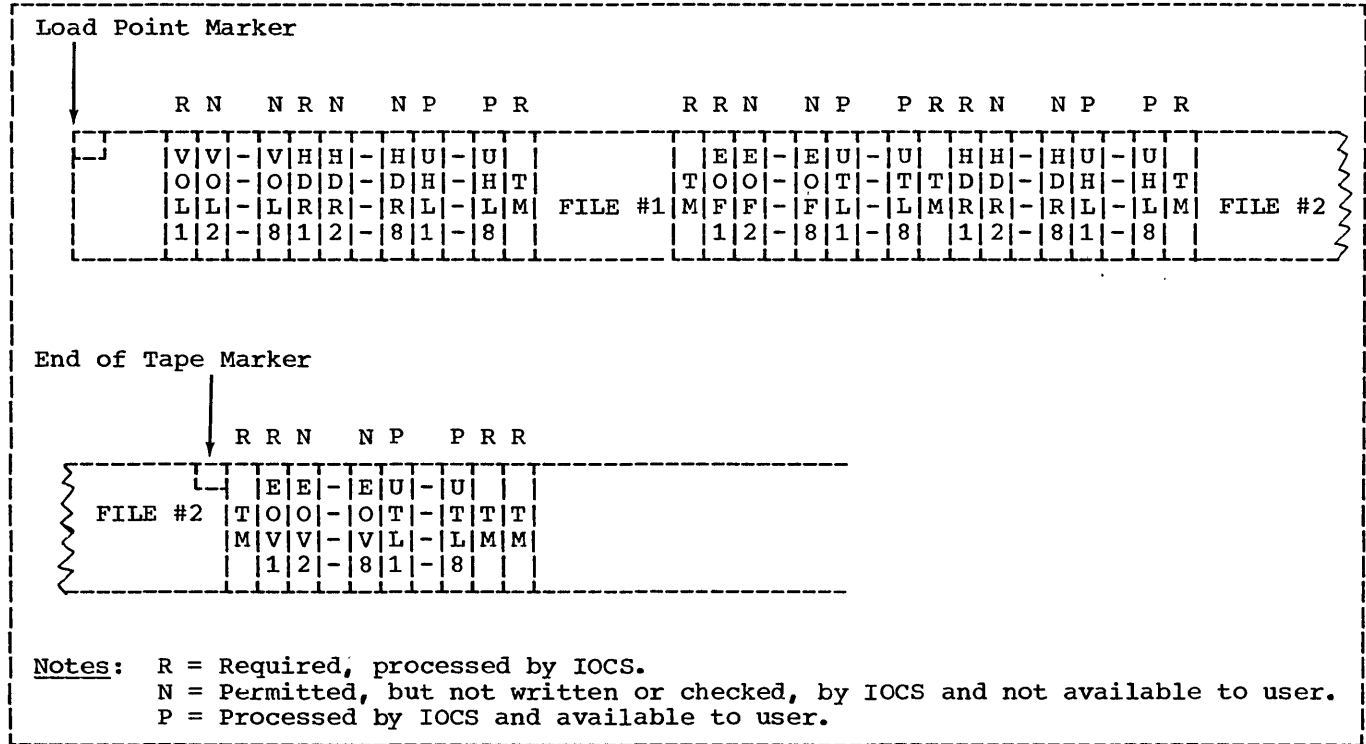 Load Point Marker
R N N R N N P P R R R N N P P R R N N P P R
|V|V|-|V|H|H|-|H|U|-|U| | | |E|E|-|E|U|-|U| |H|H|-|H|U|-|U| |
|O|O|-|O|D|D|-|D|H|-|H|T| |T|O|O|-|O|T|-|T|T|D|D|-|D|H|-|H|T|
|L|L|-|L|R|R|-|R|L|-|L|M| FILE #1|M|F|F|-|F|L|-|L|M|R|R|-|R|L|-|L|M| FILE #2
|1|2|-|8|1|2|-|8|1|-|8| | | |1|2|-|8|1|-|8| |1|2|-|8|1|-|8| |
End of Tape Marker
R R N N P P R R
| |E|E|-|E|U|-|U| | |
FILE #2 |T|O|O|-|O|T|-|T|T|T|
|M|V|V|-|V|L|-|L|M|M|
| |1|2|-|8|1|-|8| | |
Notes: R = Required, processed by IOCS.
N = Permitted, but not written or checked, by IOCS and not available to user.
P = Processed by IOCS and available to user.